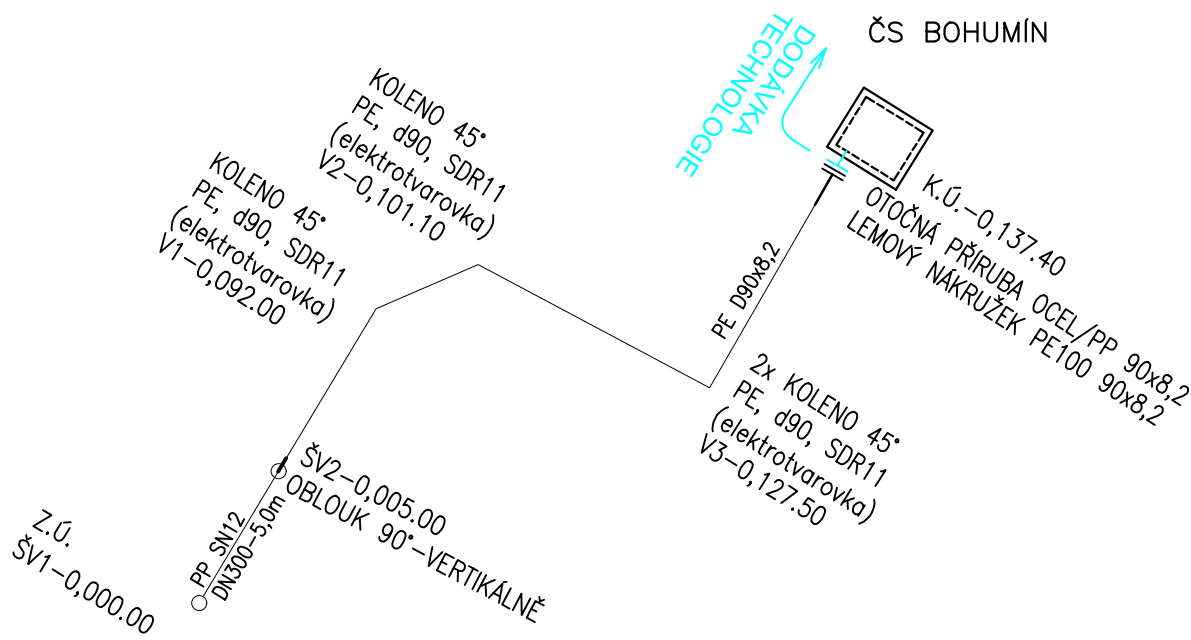 ČS BOHUMÍN
DODÁVKA
TECHNOLOGIE
KOLENO 45°
PE, d90, SDR11
(elektrotvarovka)
V2-0,101.10
KOLENO 45°
PE, d90, SDR11
(elektrotvarovka)
V1-0,092.00
K.Ú.-0,137.40
OTOČNÁ PŘÍRUBA OCEL/PP 90x8,2
LEMOVÝ NÁKRUŽEK PE100 90x8,2
PE D90x8,2
2x KOLENO 45°
PE, d90, SDR11
(elektrotvarovka)
V3-0,127.50
ŠV2-0,005.00
OBLOUK 90°-VERTIKÁLNĚ
PP SN12
DN300-5,0m
Z.Ú.
ŠV1-0,000.00